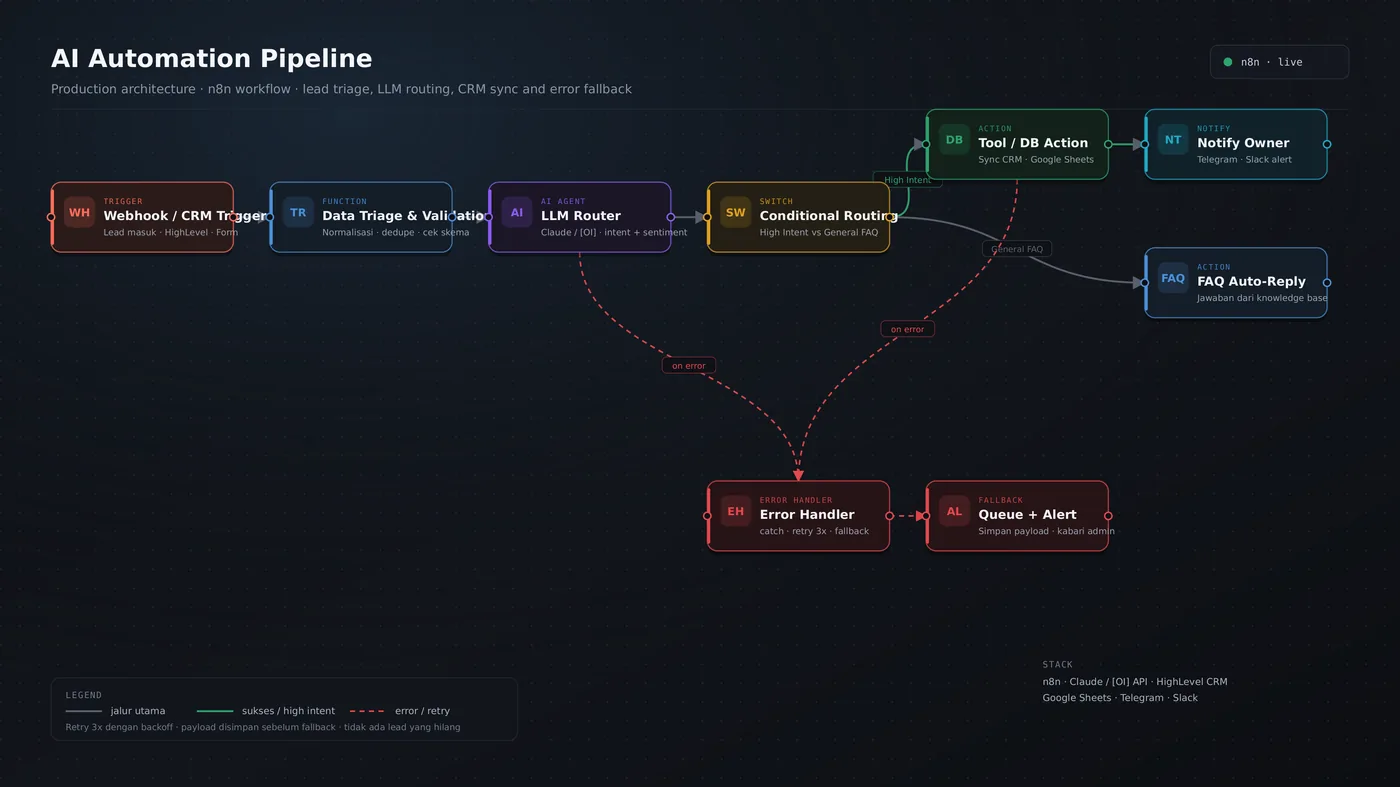 AI Automation Pipeline
Production architecture · n8n workflow · lead triage, LLM routing, CRM sync and error fallback
n8n · live
DB
ACTION
Tool / DB Action
Sync CRM · Google Sheets
NT
NOTIFY
Notify Owner
Telegram · Slack alert
High Intent
WH
TRIGGER
Webhook / CRM Trigger
Lead masuk · HighLevel · Form
TR
FUNCTION
Data Triage & Validation
Normalisasi · dedupe · cek skema
AI
AI AGENT
LLM Router
Claude / [OI] · intent + sentiment
SW
SWITCH
Conditional Routing
High Intent vs General FAQ
General FAQ
FAQ
ACTION
FAQ Auto-Reply
Jawaban dari knowledge base
on error
on error
EH
ERROR HANDLER
Error Handler
catch · retry 3x · fallback
AL
FALLBACK
Queue + Alert
Simpan payload · kabari admin
LEGEND
jalur utama
sukses / high intent
error / retry
Retry 3x dengan backoff · payload disimpan sebelum fallback · tidak ada lead yang hilang
STACK
n8n · Claude / [OI] API · HighLevel CRM
Google Sheets · Telegram · Slack